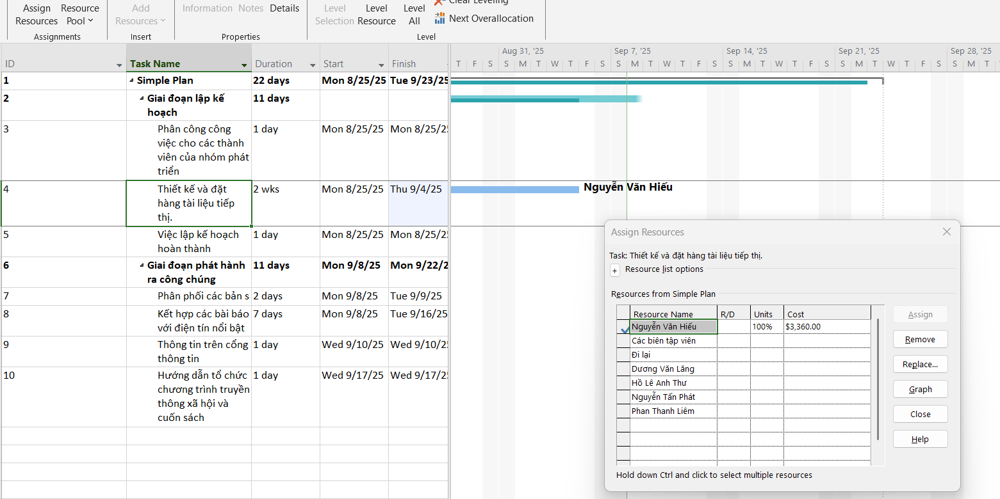 Assign Resources
Resource Pool
Assignments
Add Resources
Insert
Information Notes Details
Properties
Level Selection
Level Resource
Level All
Clear Leveling
Next Overallocation
Level
ID Task Name Duration Start Finish
Aug 31, '25 Sep 7, '25 Sep 14, '25 Sep 21, '25 Sep 28, '25
T F S S M T W T F S S M T W T F S S M T W T F S S M T W T F S S M T
1 Simple Plan 22 days Mon 8/25/25 Tue 9/23/25
2 Giai đoạn lập kế 11 days
hoạch
3 Phân công công 1 day Mon 8/25/25 Mon 8/25/25
việc cho các thành
viên của nhóm phát
triển
4 Thiết kế và đặt 2 wks Mon 8/25/25 Thu 9/4/25 Nguyễn Văn Hiếu
hàng tài liệu tiếp
thị.
5 Việc lập kế hoạch 1 day Mon 8/25/25 Mon 8/25/25
hoàn thành
6 Giai đoạn phát hành 11 days Mon 9/8/25 Mon 9/22/2
ra công chúng
7 Phân phối các bản s 2 days Mon 9/8/25 Tue 9/9/25
8 Kết hợp các bài báo 7 days Mon 9/8/25 Tue 9/16/25
với điện tín nổi bật
9 Thông tin trên cổng 1 day Wed 9/10/25 Wed 9/10/25
thông tin
10 Hướng dẫn tổ chức 1 day Wed 9/17/25 Wed 9/17/25
chương trình truyền
thông xã hội và
cuốn sách
Assign Resources
Task: Thiết kế và đặt hàng tài liệu tiếp thị.
+ Resource list options
Resources from Simple Plan
Resource Name R/D Units Cost
Nguyễn Văn Hiếu 100% $3,360.00
Các biên tập viên
Đi lại
Dương Văn Lăng
Hồ Lê Anh Thư
Nguyễn Tấn Phát
Phan Thanh Liêm
Assign
Remove
Replace...
Graph
Close
Help
Hold down Ctrl and click to select multiple resources